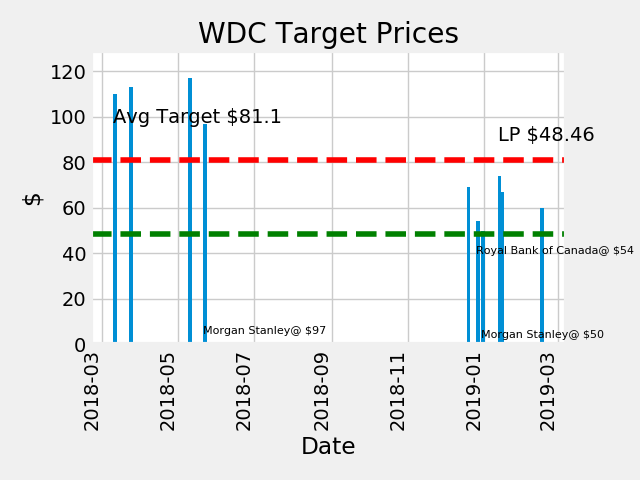 WDC Target Prices
120
100
80
60
40
20
0
$
Avg Target $81.1
LP $48.46
Royal Bank of Canada@ $54
Morgan Stanley@ $97
Morgan Stanley@ $50
2018-03
2018-05
2018-07
2018-09
2018-11
2019-01
2019-03
Date